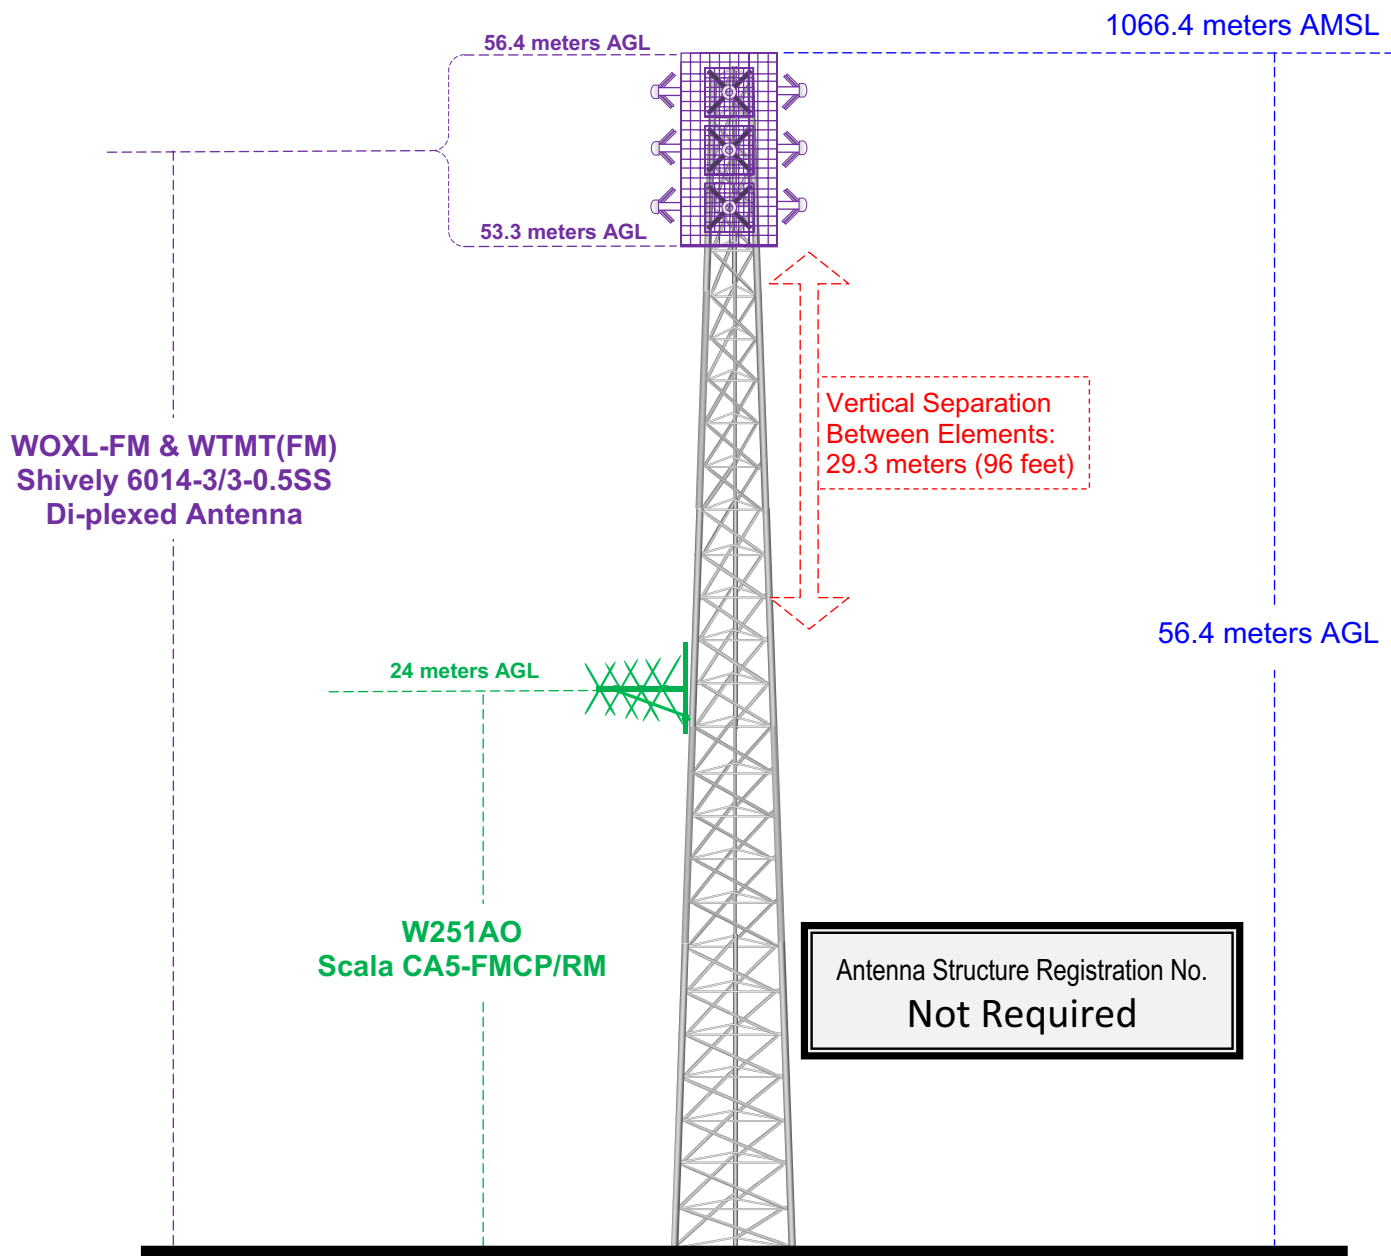 1066.4 meters AMSL
56.4 meters AGL
53.3 meters AGL
Vertical Separation
Between Elements:
29.3 meters (96 feet)
WOXL-FM & WTMT(FM)
Shively 6014-3/3-0.5SS
Di-plexed Antenna
56.4 meters AGL
24 meters AGL
W251AO
Scala CA5-FMCP/RM
Antenna Structure Registration No.
Not Required